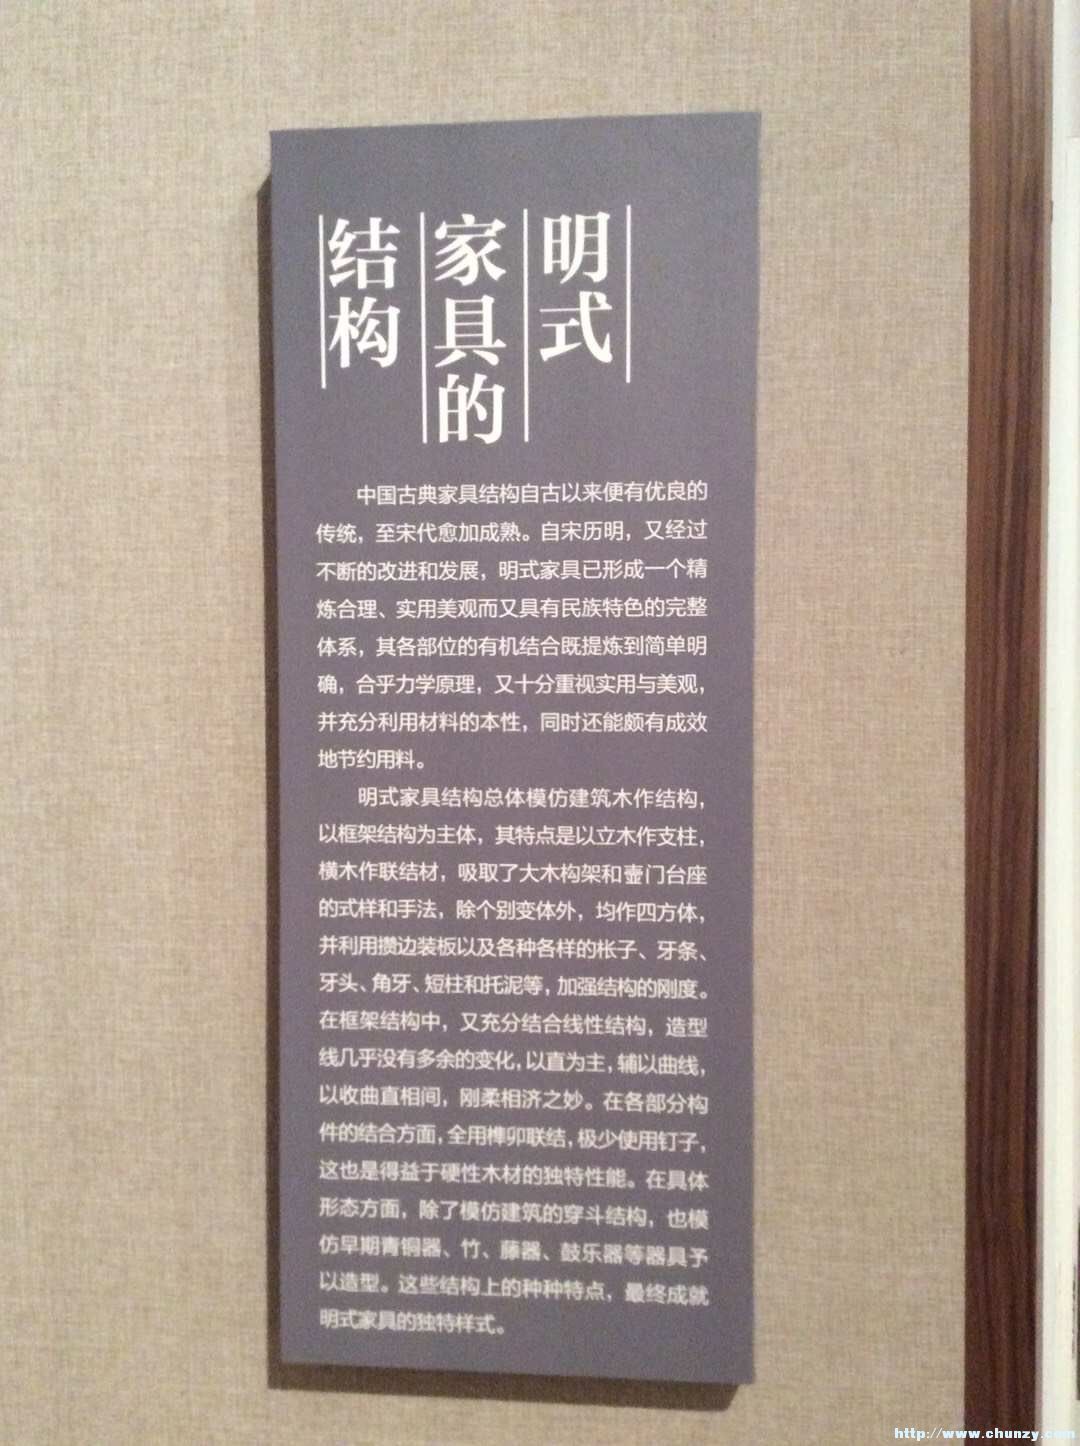 明式
家具的
结构
中国古典家具结构自古以来便有优良的
传统，至宋代愈加成熟。自宋历明，又经过
不断的改进和发展，明式家具已形成一个精
炼合理、实用美观而又具有民族特色的完整
体系，其各部位的有机结合既提炼到简单明
确，合乎力学原理，又十分重视实用与美观，
并充分利用材料的本性，同时还能颇有成效
地节约用料。
明式家具结构总体模仿建筑木作结构，
以框架结构为主体，其特点是以立木作支柱，
横木作联结材，吸取了大木构架和壸门台座
的式样和手法，除个别变体外，均作四方体，
并利用攒边装板以及各种各样的枨子、牙条、
牙头、角牙、短柱和托泥等，加强结构的刚度。
在框架结构中，又充分结合线性结构，造型
线几乎没有多余的变化，以直为主，辅以曲线，
以收曲直相间，刚柔相济之妙。在各部分构
件的结合方面，全用榫卯联结，极少使用钉子，
这也是得益于硬性木材的独特性能。在具体
形态方面，除了模仿建筑的穿斗结构，也模
仿早期青铜器、竹、藤器、鼓乐器等器具予
以造型。这些结构上的种种特点，最终成就
明式家具的独特样式。
http://www.chunzy.com